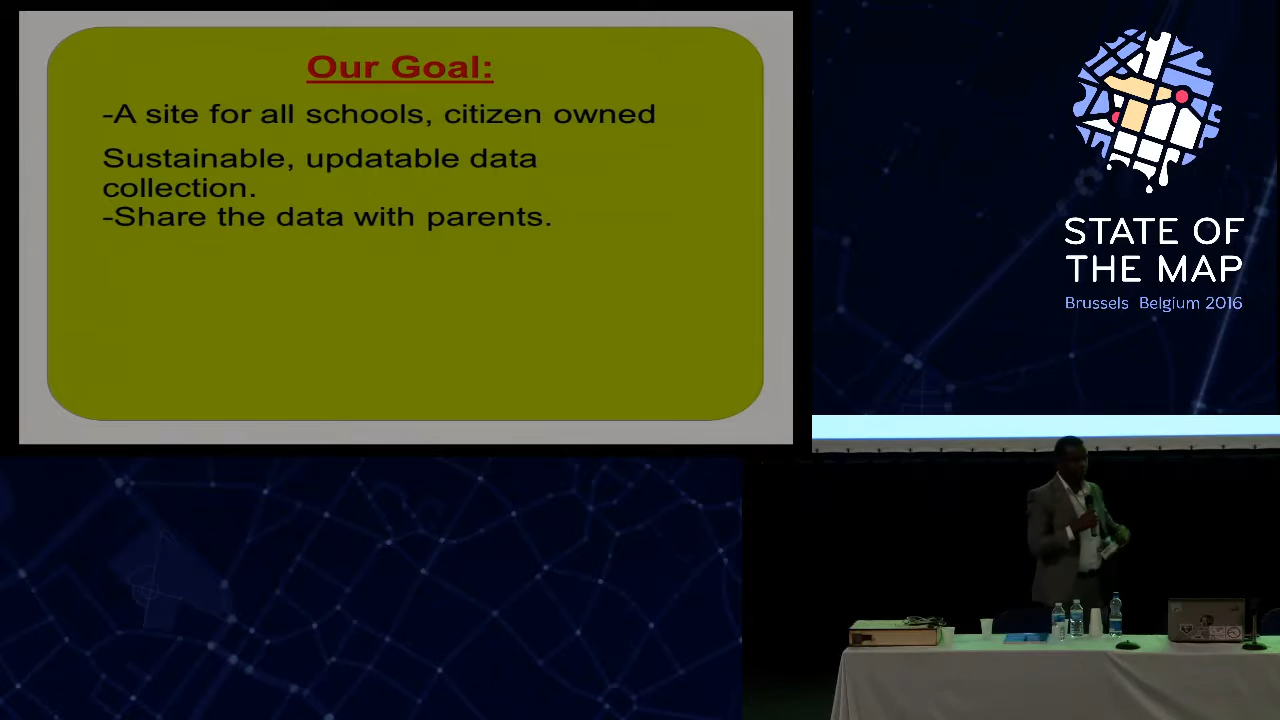 Our Goal:
-A site for all schools, citizen owned
Sustainable, updatable data
collection.
-Share the data with parents.
STATE OF
THE MAP
Brussels Belgium 2016